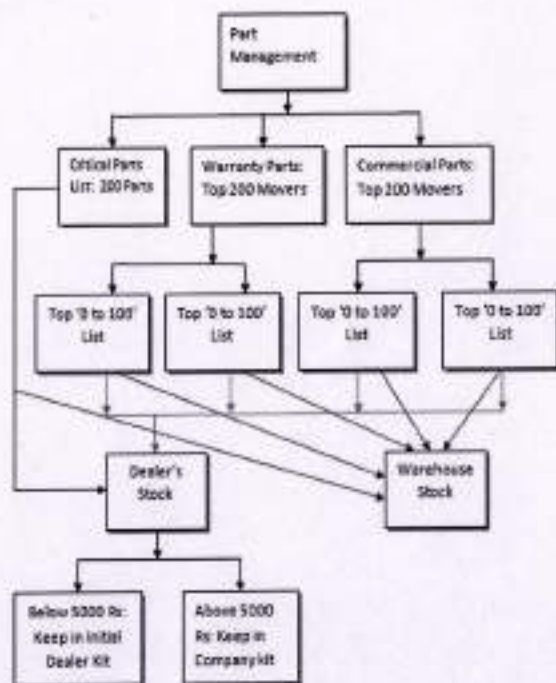 Part
Management
Critical Parts
List: 200 Parts
Warranty Parts:
Top 200 Movers
Commercial Parts:
Top 200 Movers
Top '0 to 100'
List
Top '0 to 100'
List
Top '0 to 100'
List
Top '0 to 100'
List
Dealer's
Stock
Warehouse
Stock
Below 5000 Rs:
Keep in initial
Dealer Kit
Above 5000
Rs: Keep in
Company kit